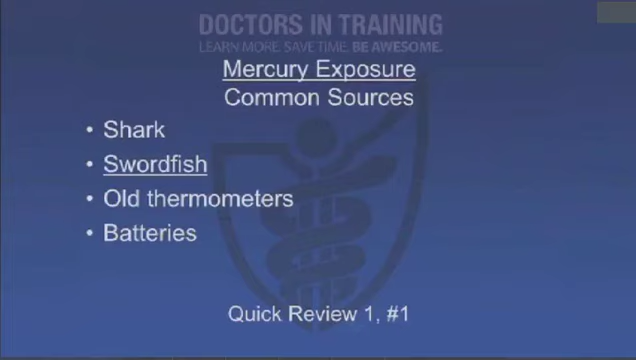 DOCTORS IN TRAINING
LEARN MORE. SAVE TIME. BE AWESOME.
Mercury Exposure
Common Sources
• Shark
• Swordfish
• Old thermometers
• Batteries
Quick Review 1, #1